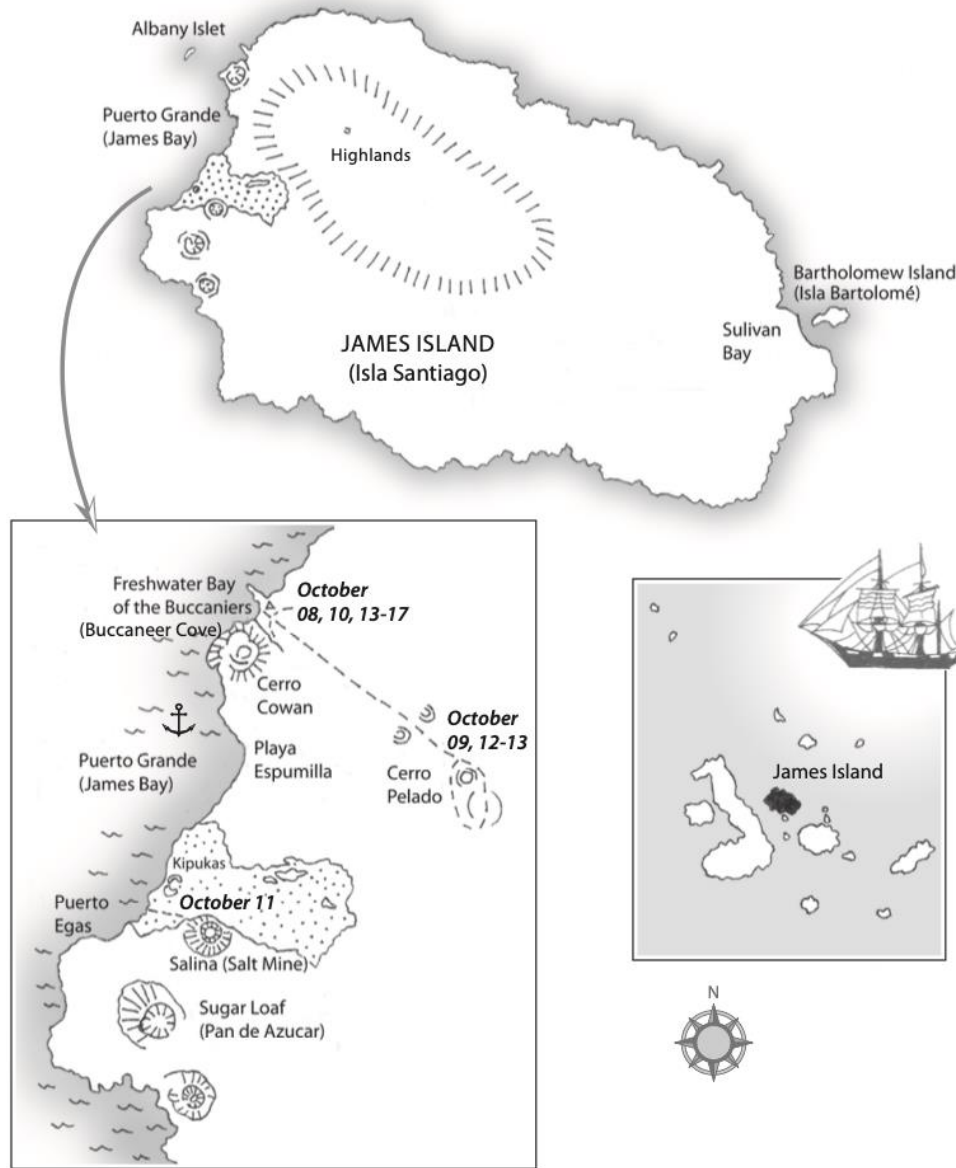 Albany Islet
Puerto Grande
(James Bay)
Highlands
Bartholomew Island
(Isla Bartolomé)
Sulivan
Bay
JAMES ISLAND
(Isla Santiago)
Freshwater Bay
of the Buccaniers
(Buccaneer Cove)
October
08, 10, 13-17
Cerro
Cowan
October
09, 12-13
Puerto Grande
(James Bay)
Playa
Espumilla
Cerro
Pelado
Kipukas
October 11
Puerto
Egas
Salina (Salt Mine)
Sugar Loaf
(Pan de Azucar)
James Island
N